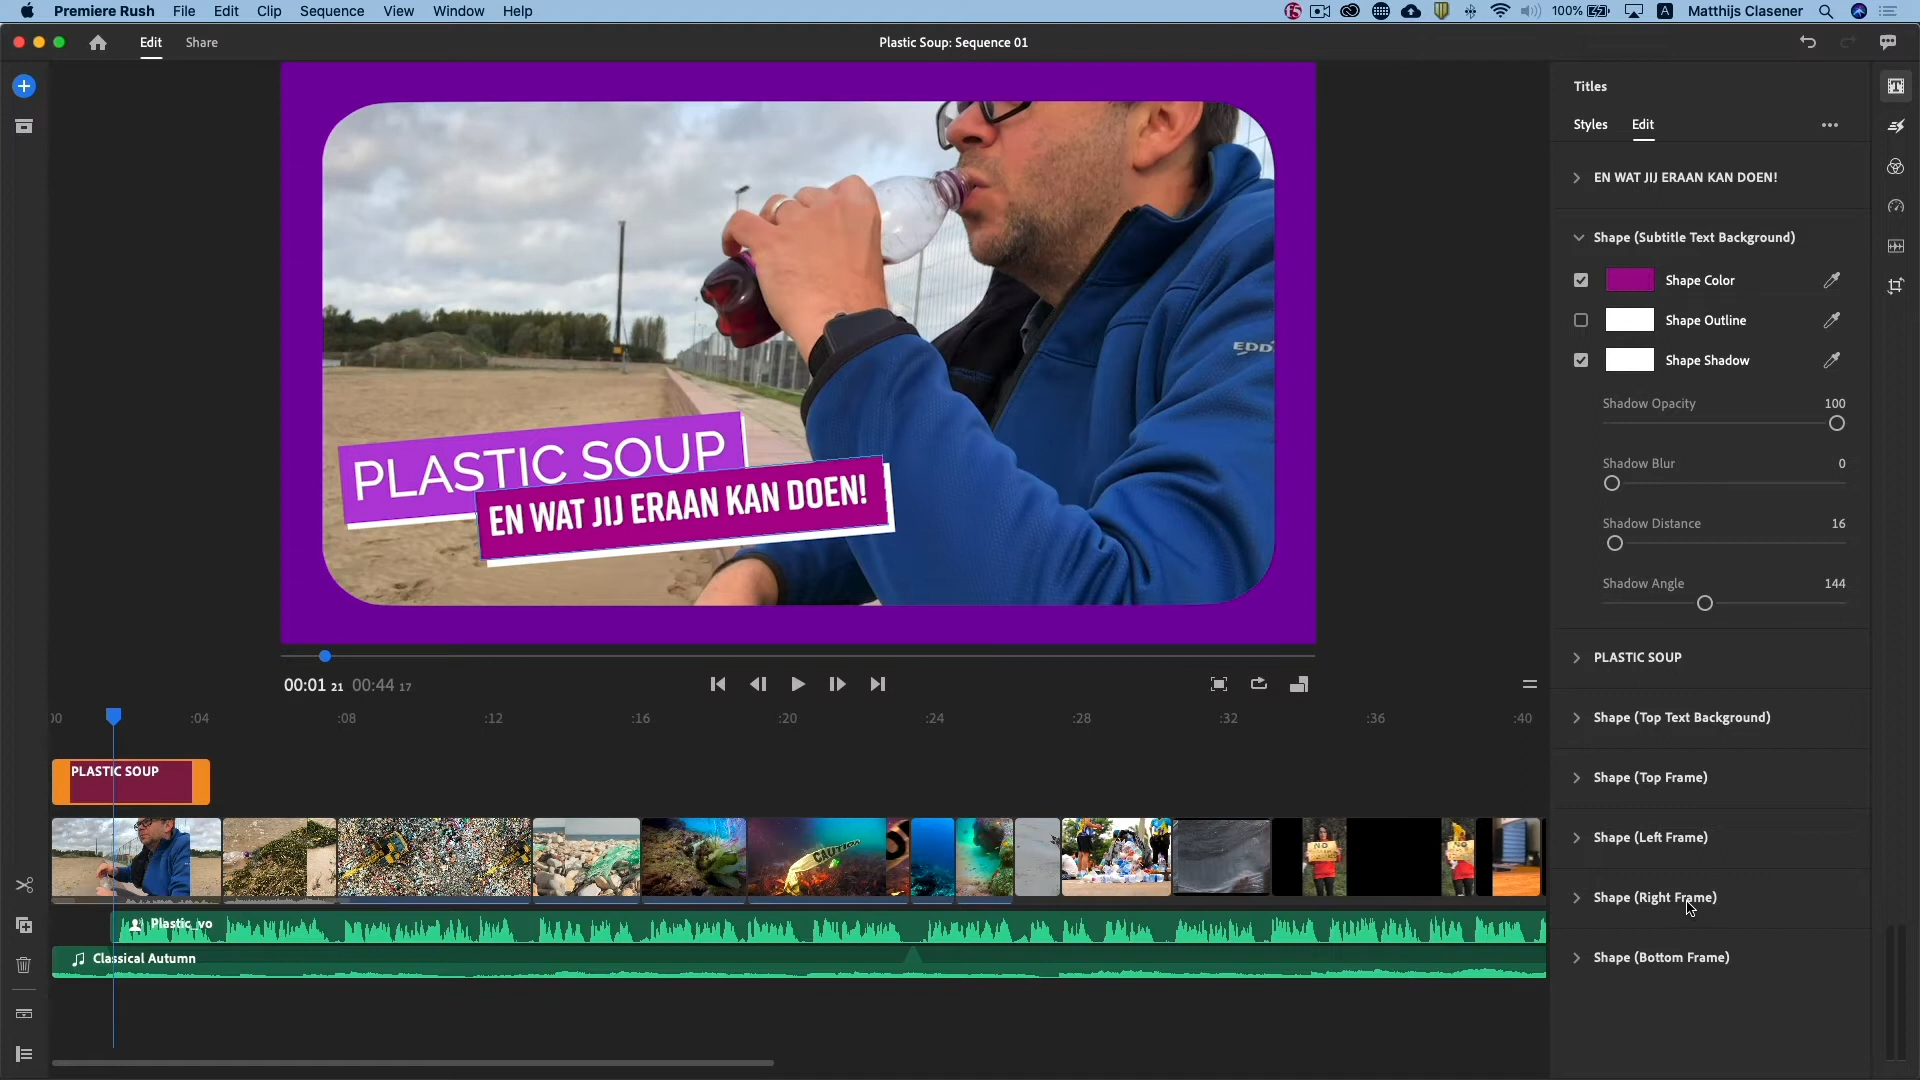 Premiere Rush File Edit Clip Sequence View Window Help 100% A Matthijs Clasener
Edit Share Plastic Soup: Sequence 01
Titles
Styles Edit
EN WAT JIJ ERAAN KAN DOEN!
Shape (Subtitle Text Background)
Shape Color
Shape Outline
Shape Shadow
Shadow Opacity 100
Shadow Blur 0
Shadow Distance 16
Shadow Angle 144
PLASTIC SOUP
Shape (Top Text Background)
Shape (Top Frame)
Shape (Left Frame)
Shape (Right Frame)
Shape (Bottom Frame)
EDD
PLASTIC SOUP
EN WAT JIJ ERAAN KAN DOEN!
00:01 21 00:44 17
00 :04 :08 :12 :16 :20 :24 :28 :32 :36 :40
PLASTIC SOUP
CAUTION
NO
NO
Plastic_vo
Classical Autumn